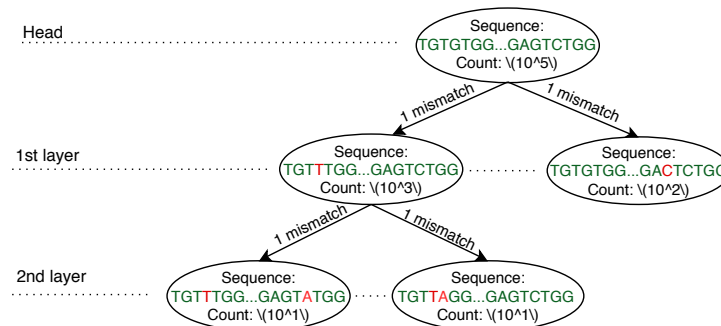 Head
Sequence:
TGTGTGG...GAGTCTGG
Count: \(10^5\)
1 mismatch
1 mismatch
1st layer
Sequence:
TGTTTGG...GAGTCTGG
Count: \(10^3\)
Sequence:
TGTGTGG...GACTCTGG
Count: \(10^2\)
1 mismatch
1 mismatch
2nd layer
Sequence:
TGTTTGG...GAGTATGG
Count: \(10^1\)
Sequence:
TGTTAGG...GAGTCTGG
Count: \(10^1\)